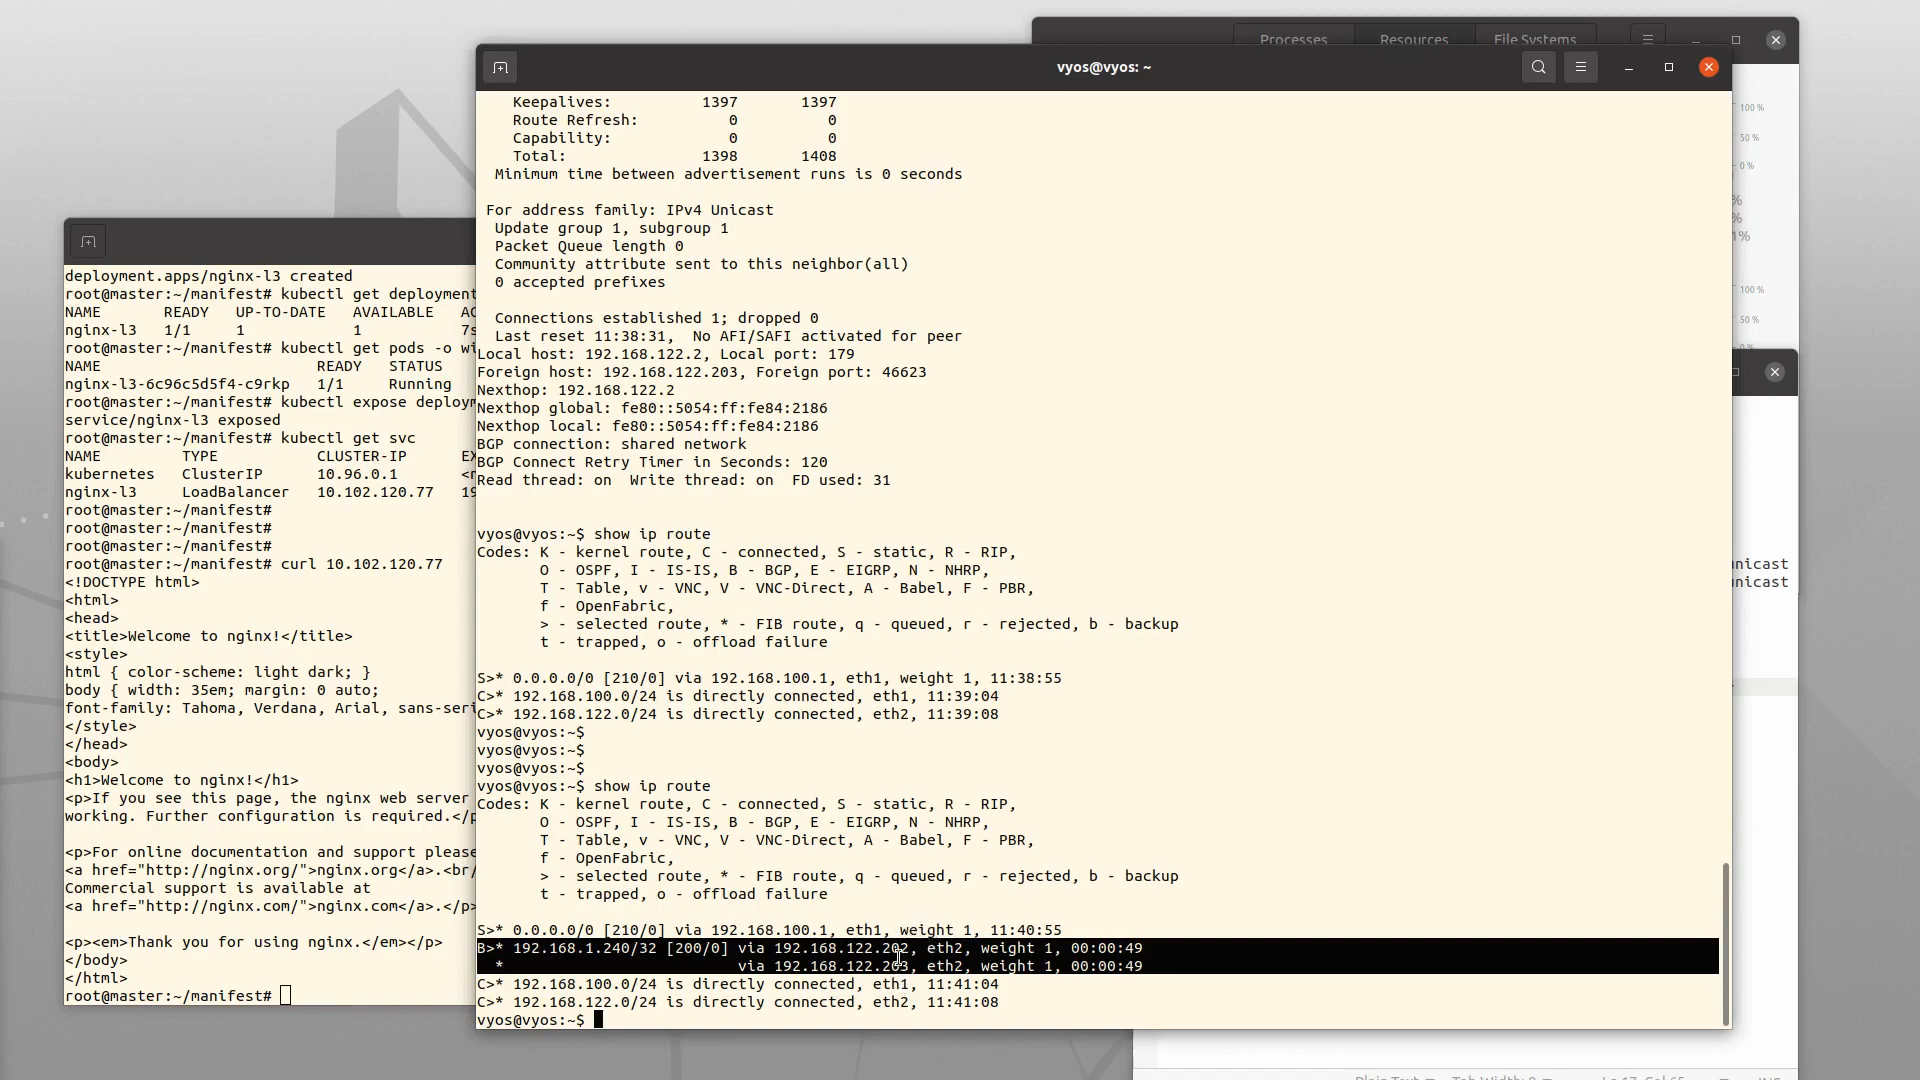 Processes
Resources
File Systems
vyos@vyos: ~
Keepalives: 1397 1397
Route Refresh: 0 0
Capability: 0 0
Total: 1398 1408
Minimum time between advertisement runs is 0 seconds
For address family: IPv4 Unicast
Update group 1, subgroup 1
Packet Queue length 0
Community attribute sent to this neighbor(all)
0 accepted prefixes
Connections established 1; dropped 0
Last reset 11:38:31,  No AFI/SAFI activated for peer
Local host: 192.168.122.2, Local port: 179
Foreign host: 192.168.122.203, Foreign port: 46623
Nexthop: 192.168.122.2
Nexthop global: fe80::5054:ff:fe84:2186
Nexthop local: fe80::5054:ff:fe84:2186
BGP connection: shared network
BGP Connect Retry Timer in Seconds: 120
Read thread: on  Write thread: on  FD used: 31
vyos@vyos:~$ show ip route
Codes: K - kernel route, C - connected, S - static, R - RIP,
O - OSPF, I - IS-IS, B - BGP, E - EIGRP, N - NHRP,
T - Table, v - VNC, V - VNC-Direct, A - Babel, F - PBR,
f - OpenFabric,
> - selected route, * - FIB route, q - queued, r - rejected, b - backup
t - trapped, o - offload failure
S>* 0.0.0.0/0 [210/0] via 192.168.100.1, eth1, weight 1, 11:38:55
C>* 192.168.100.0/24 is directly connected, eth1, 11:39:04
C>* 192.168.122.0/24 is directly connected, eth2, 11:39:08
vyos@vyos:~$
vyos@vyos:~$
vyos@vyos:~$
vyos@vyos:~$ show ip route
Codes: K - kernel route, C - connected, S - static, R - RIP,
O - OSPF, I - IS-IS, B - BGP, E - EIGRP, N - NHRP,
T - Table, v - VNC, V - VNC-Direct, A - Babel, F - PBR,
f - OpenFabric,
> - selected route, * - FIB route, q - queued, r - rejected, b - backup
t - trapped, o - offload failure
S>* 0.0.0.0/0 [210/0] via 192.168.100.1, eth1, weight 1, 11:40:55
B>* 192.168.1.240/32 [200/0] via 192.168.122.202, eth2, weight 1, 00:00:49
* via 192.168.122.203, eth2, weight 1, 00:00:49
C>* 192.168.100.0/24 is directly connected, eth1, 11:41:04
C>* 192.168.122.0/24 is directly connected, eth2, 11:41:08
vyos@vyos:~$
deployment.apps/nginx-l3 created
root@master:~/manifest# kubectl get deployment
NAME READY UP-TO-DATE AVAILABLE
nginx-l3 1/1 1 1 7s
root@master:~/manifest# kubectl get pods -o
NAME READY STATUS
nginx-l3-6c96c5d5f4-c9rkp 1/1 Running
root@master:~/manifest# kubectl expose
service/nginx-l3 exposed
root@master:~/manifest# kubectl get svc
NAME TYPE CLUSTER-IP
kubernetes ClusterIP 10.96.0.1
nginx-l3 LoadBalancer 10.102.120.77 19
root@master:~/manifest#
root@master:~/manifest#
root@master:~/manifest#
root@master:~/manifest# curl 10.102.120.77
<!DOCTYPE html>
<html>
<head>
<title>Welcome to nginx!</title>
<style>
html { color-scheme: light dark; }
body { width: 35em; margin: 0 auto;
font-family: Tahoma, Verdana, Arial,
</style>
</head>
<body>
<h1>Welcome to nginx!</h1>
<p>If you see this page, the nginx web server
working. Further configuration is required.</p
<p>For online documentation and support please
<a href="http://nginx.org/">nginx.org</a>.<br/
Commercial support is available at
<a href="http://nginx.com/">nginx.com</a>.</p>
<p><em>Thank you for using nginx.</em></p>
</body>
</html>
root@master:~/manifest#
100 %
50 %
0 %
%
%
1%
100 %
50 %
unicast
unicast